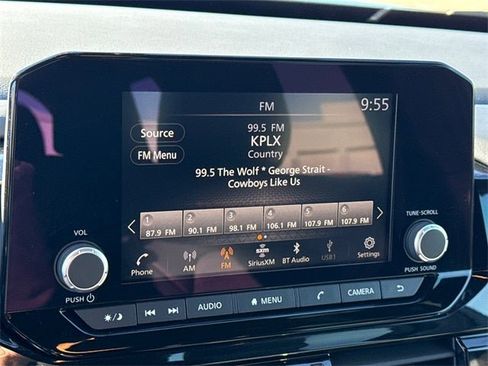 FM 9:55
Source
99.5 FM
KPLX
FM Menu
Country
99.5 The Wolf * George Strait -
Cowboys Like Us
1 2 3 4 5 6
87.9 FM 90.1 FM 98.1 FM 106.1 FM 107.9 FM 107.9 FM
Phone AM FM SiriusXM BT Audio USB1 Settings
sxm
VOL
PUSH
TUNE-SCROLL
PUSH SOUND
AUDIO MENU CAMERA